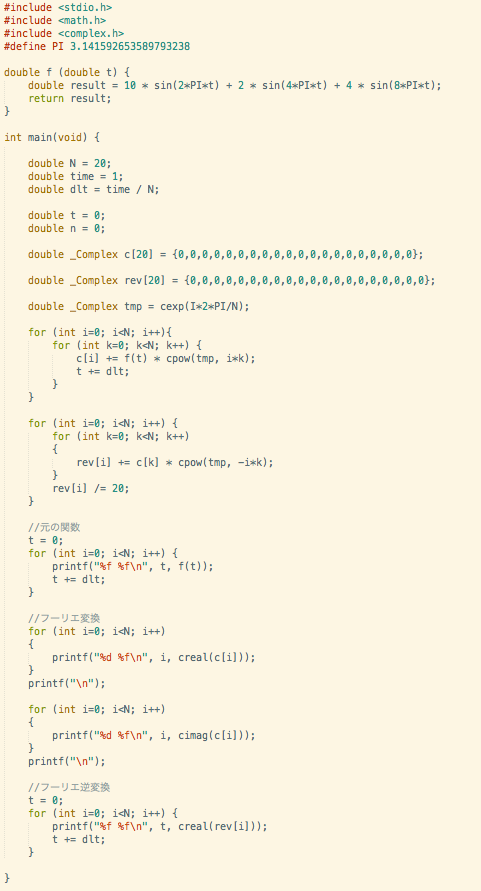 #include <stdio.h>
#include <math.h>
#include <complex.h>
#define PI 3.141592653589793238
double f (double t) {
    double result = 10 * sin(2*PI*t) + 2 * sin(4*PI*t) + 4 * sin(8*PI*t);
    return result;
}
int main(void) {
    double N = 20;
    double time = 1;
    double dlt = time / N;
    double t = 0;
    double n = 0;
    double _Complex c[20] = {0,0,0,0,0,0,0,0,0,0,0,0,0,0,0,0,0,0,0,0};
    double _Complex rev[20] = {0,0,0,0,0,0,0,0,0,0,0,0,0,0,0,0,0,0,0,0};
    double _Complex tmp = cexp(I*2*PI/N);
    for (int i=0; i<N; i++){
        for (int k=0; k<N; k++) {
            c[i] += f(t) * cpow(tmp, i*k);
            t += dlt;
        }
    }
    for (int i=0; i<N; i++) {
        for (int k=0; k<N; k++)
        {
            rev[i] += c[k] * cpow(tmp, -i*k);
        }
        rev[i] /= 20;
    }
    //元の関数
    t = 0;
    for (int i=0; i<N; i++) {
        printf("%f %f\n", t, f(t));
        t += dlt;
    }
    //フーリエ変換
    for (int i=0; i<N; i++)
    {
        printf("%d %f\n", i, creal(c[i]));
    }
    printf("\n");
    for (int i=0; i<N; i++)
    {
        printf("%d %f\n", i, cimag(c[i]));
    }
    printf("\n");
    //フーリエ逆変換
    t = 0;
    for (int i=0; i<N; i++) {
        printf("%f %f\n", t, creal(rev[i]));
        t += dlt;
    }
}